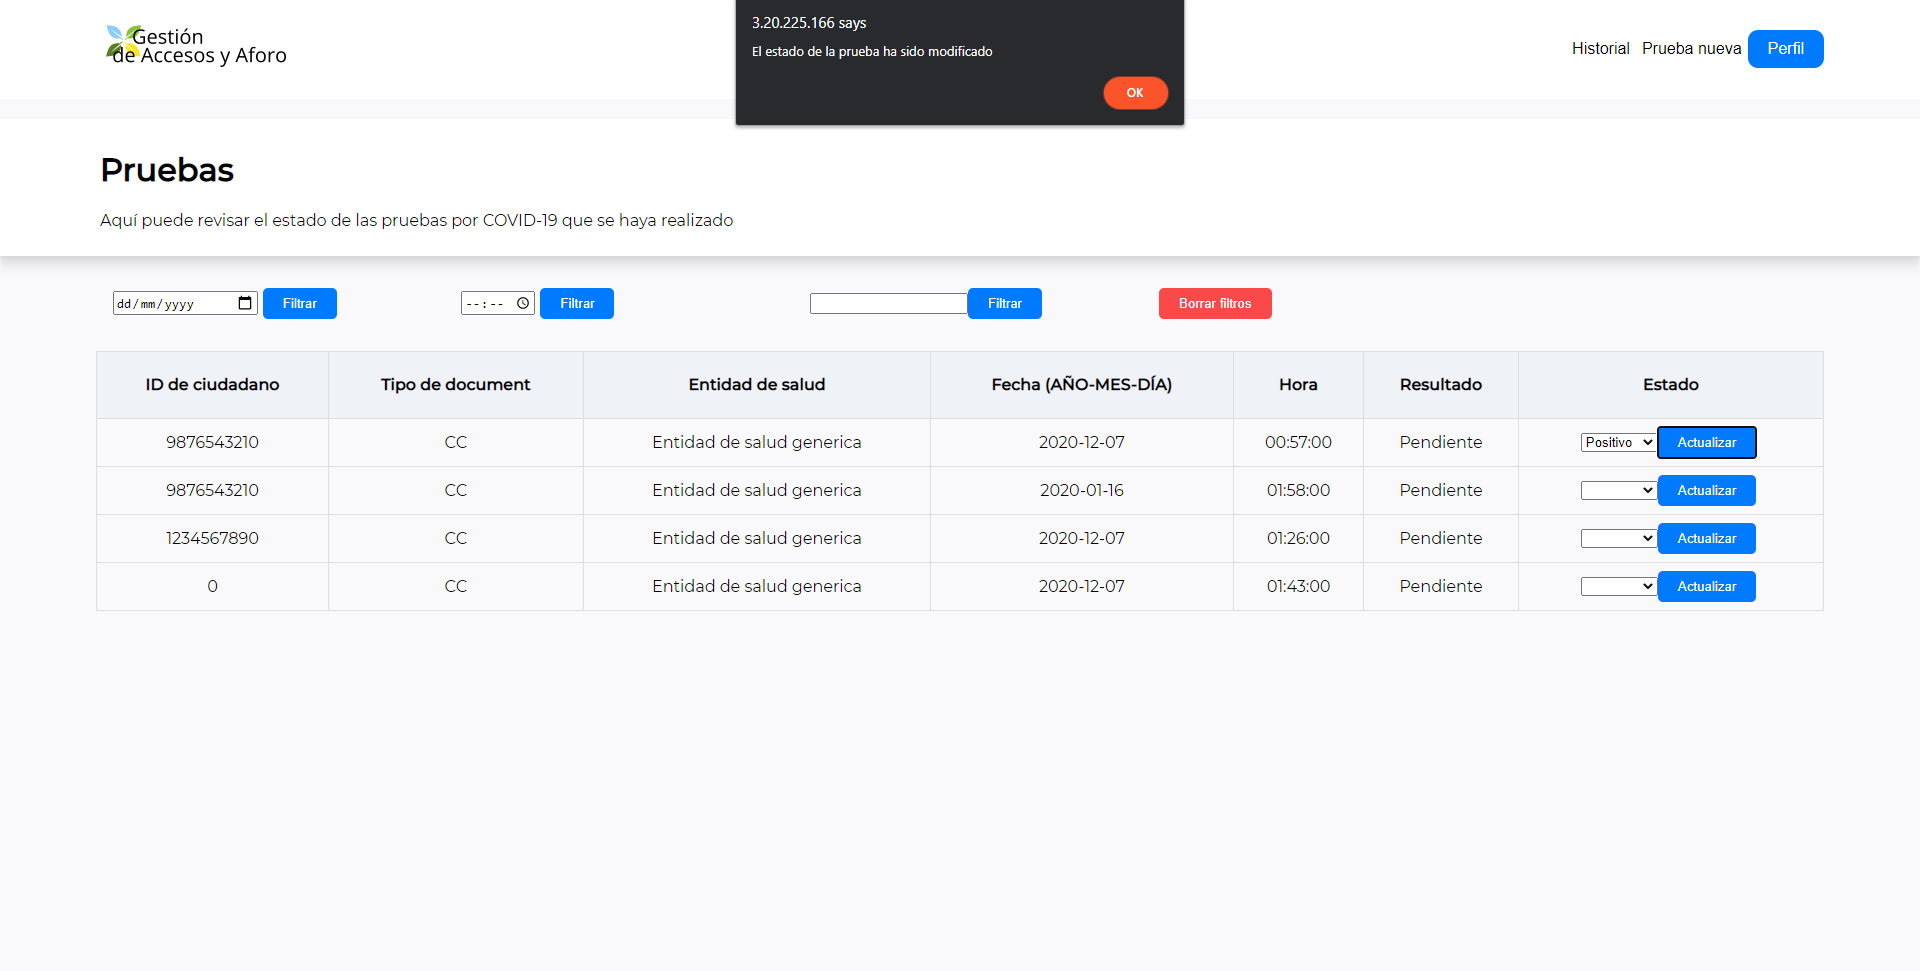 3.20.225.166 says
El estado de la prueba ha sido modificado
OK
Gestión
de Accesos y Aforo
Historial Prueba nueva Perfil
Pruebas
Aquí puede revisar el estado de las pruebas por COVID-19 que se haya realizado
dd/mm/yyyy Filtrar --:-- Filtrar Filtrar Borrar filtros
ID de ciudadano Tipo de document Entidad de salud Fecha (AÑO-MES-DÍA) Hora Resultado Estado
9876543210 CC Entidad de salud generica 2020-12-07 00:57:00 Pendiente Positivo Actualizar
9876543210 CC Entidad de salud generica 2020-01-16 01:58:00 Pendiente Actualizar
1234567890 CC Entidad de salud generica 2020-12-07 01:26:00 Pendiente Actualizar
0 CC Entidad de salud generica 2020-12-07 01:43:00 Pendiente Actualizar